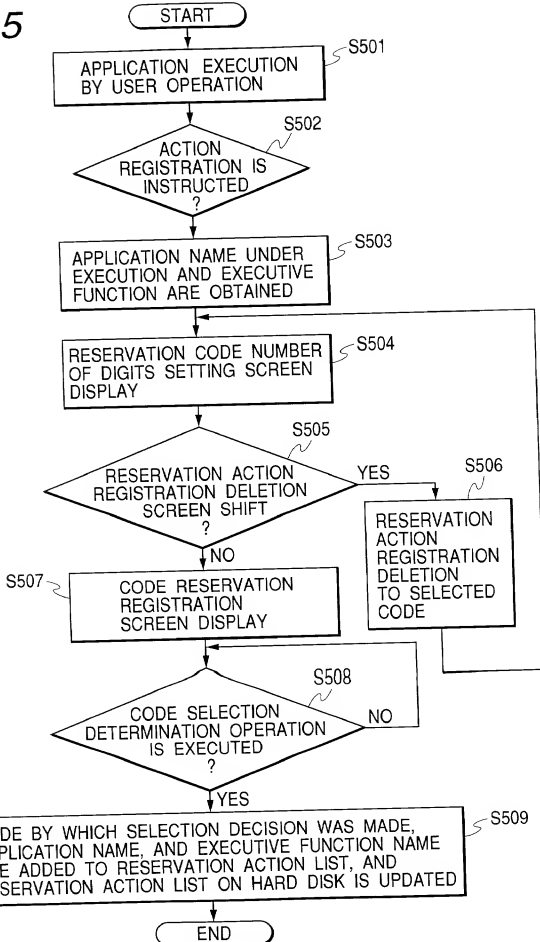 5
START
S501
APPLICATION EXECUTION
BY USER OPERATION
S502
ACTION
REGISTRATION IS
INSTRUCTED
?
S503
APPLICATION NAME UNDER
EXECUTION AND EXECUTIVE
FUNCTION ARE OBTAINED
S504
RESERVATION CODE NUMBER
OF DIGITS SETTING SCREEN
DISPLAY
S505
RESERVATION ACTION
REGISTRATION DELETION
SCREEN SHIFT
?
YES
S506
RESERVATION
ACTION
REGISTRATION
DELETION
TO SELECTED
CODE
NO
S507
CODE RESERVATION
REGISTRATION
SCREEN DISPLAY
S508
CODE SELECTION
DETERMINATION OPERATION
IS EXECUTED
?
NO
YES
S509
DE BY WHICH SELECTION DECISION WAS MADE,
PLICATION NAME, AND EXECUTIVE FUNCTION NAME
E ADDED TO RESERVATION ACTION LIST, AND
SERVATION ACTION LIST ON HARD DISK IS UPDATED
END